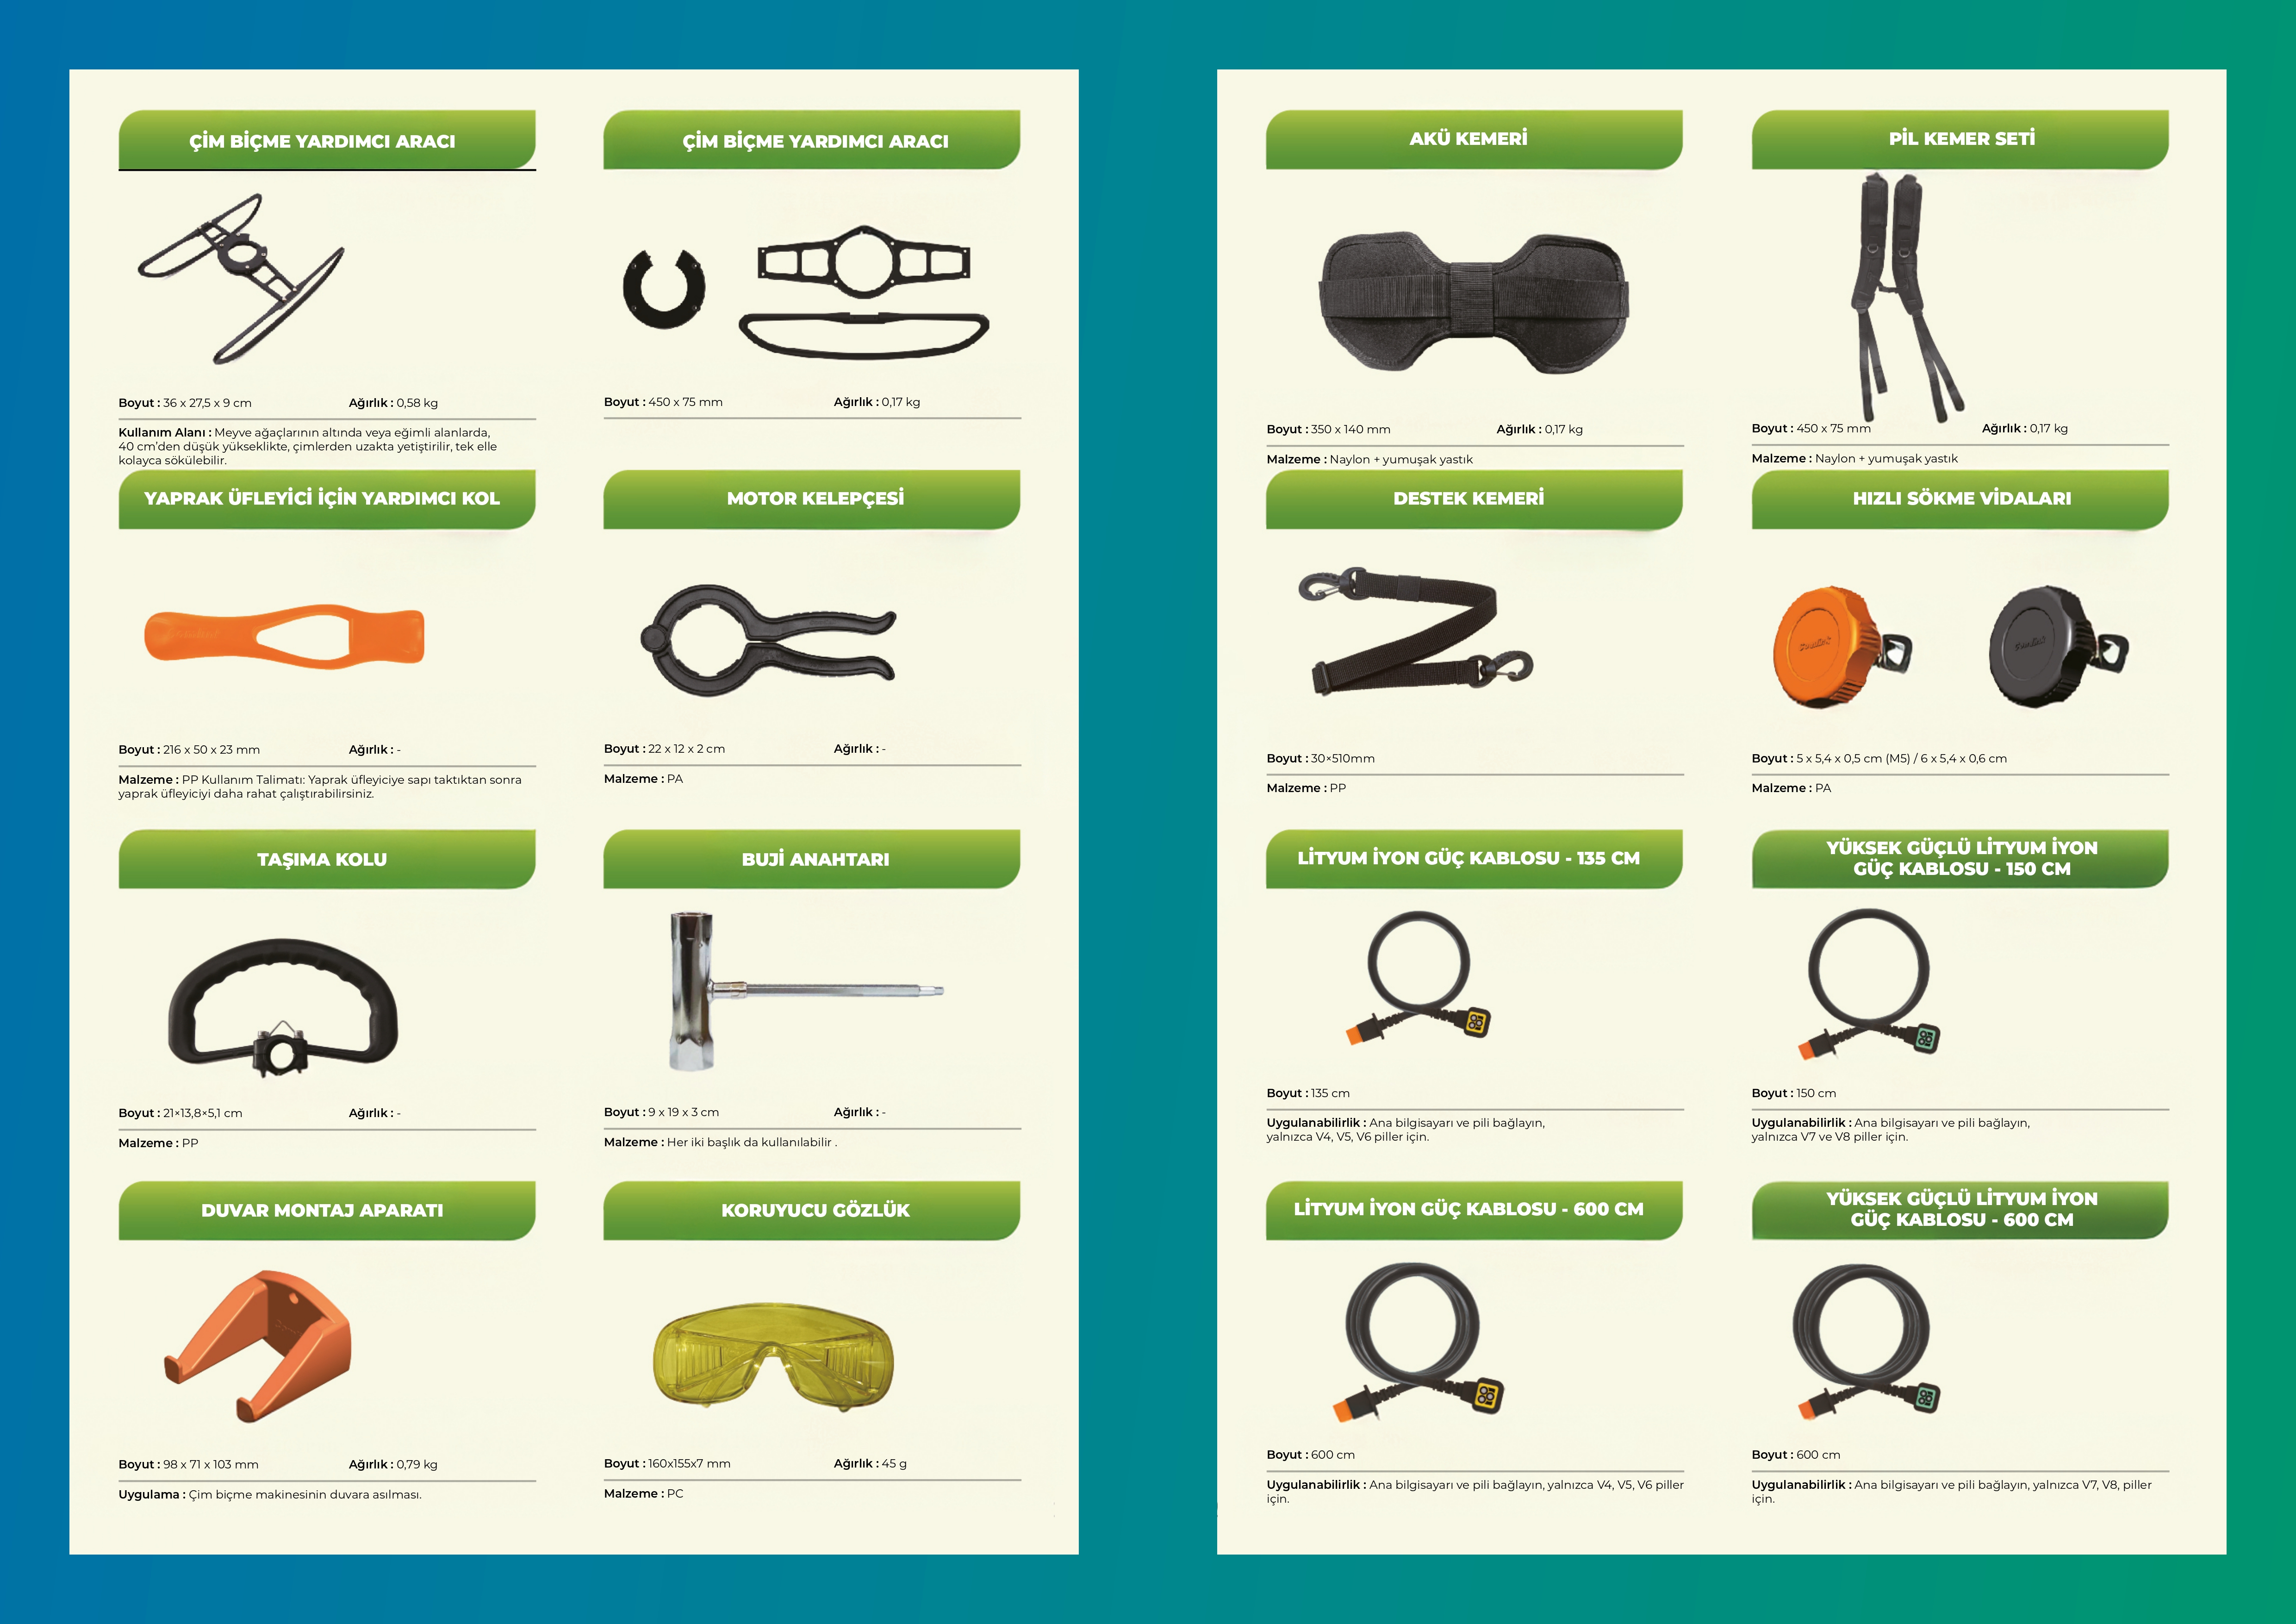 ÇİM BİÇME YARDIMCI ARACI
Boyut : 36 x 27,5 x 9 cm Ağırlık : 0,58 kg
Kullanım Alanı : Meyve ağaçlarının altında veya eğimli alanlarda,
40 cm'den düşük yükseklikte, çimlerden uzakta yetiştirilir, tek elle
kolayca sökülebilir.
ÇİM BİÇME YARDIMCI ARACI
Boyut : 450 x 75 mm Ağırlık : 0,17 kg
YAPRAK ÜFLEYİCİ İÇİN YARDIMCI KOL
Boyut : 216 x 50 x 23 mm Ağırlık : -
Malzeme : PP Kullanım Talimatı: Yaprak üfleyiciye sapı taktıktan sonra
yaprak üfleyiciyi daha rahat çalıştırabilirsiniz.
MOTOR KELEPÇESİ
Boyut : 22 x 12 x 2 cm Ağırlık : -
Malzeme : PA
TAŞIMA KOLU
Boyut : 21×13,8×5,1 cm Ağırlık : -
Malzeme : PP
BUJİ ANAHTARI
Boyut : 9 x 19 x 3 cm Ağırlık : -
Malzeme : Her iki başlık da kullanılabilir .
DUVAR MONTAJ APARATI
Boyut : 98 x 71 x 103 mm Ağırlık : 0,79 kg
Uygulama : Çim biçme makinesinin duvara asılması.
KORUYUCU GÖZLÜK
Boyut : 160x155x7 mm Ağırlık : 45 g
Malzeme : PC
AKÜ KEMERİ
Boyut : 350 x 140 mm Ağırlık : 0,17 kg
Malzeme : Naylon + yumuşak yastık
PİL KEMER SETİ
Boyut : 450 x 75 mm Ağırlık : 0,17 kg
Malzeme : Naylon + yumuşak yastık
DESTEK KEMERİ
Boyut : 30×510mm
Malzeme : PP
HIZLI SÖKME VİDALARI
Boyut : 5 x 5,4 x 0,5 cm (M5) / 6 x 5,4 x 0,6 cm
Malzeme : PA
LİTYUM İYON GÜÇ KABLOSU - 135 CM
Boyut : 135 cm
Uygulanabilirlik : Ana bilgisayarı ve pili bağlayın,
yalnızca V4, V5, V6 piller için.
YÜKSEK GÜÇLÜ LİTYUM İYON
GÜÇ KABLOSU - 150 CM
Boyut : 150 cm
Uygulanabilirlik : Ana bilgisayarı ve pili bağlayın,
yalnızca V7 ve V8 piller için.
LİTYUM İYON GÜÇ KABLOSU - 600 CM
Boyut : 600 cm
Uygulanabilirlik : Ana bilgisayarı ve pili bağlayın, yalnızca V4, V5, V6 piller
için.
YÜKSEK GÜÇLÜ LİTYUM İYON
GÜÇ KABLOSU - 600 CM
Boyut : 600 cm
Uygulanabilirlik : Ana bilgisayarı ve pili bağlayın, yalnızca V7, V8, piller
için.